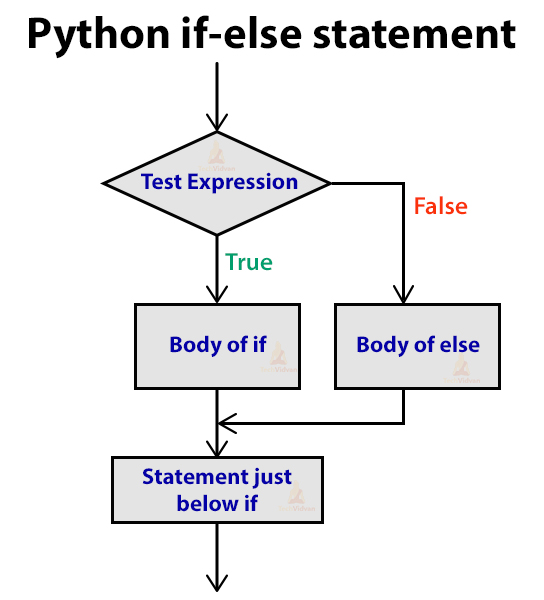 Python if-else statement
Test Expression
False
True
Body of if
Body of else
Statement just
below if